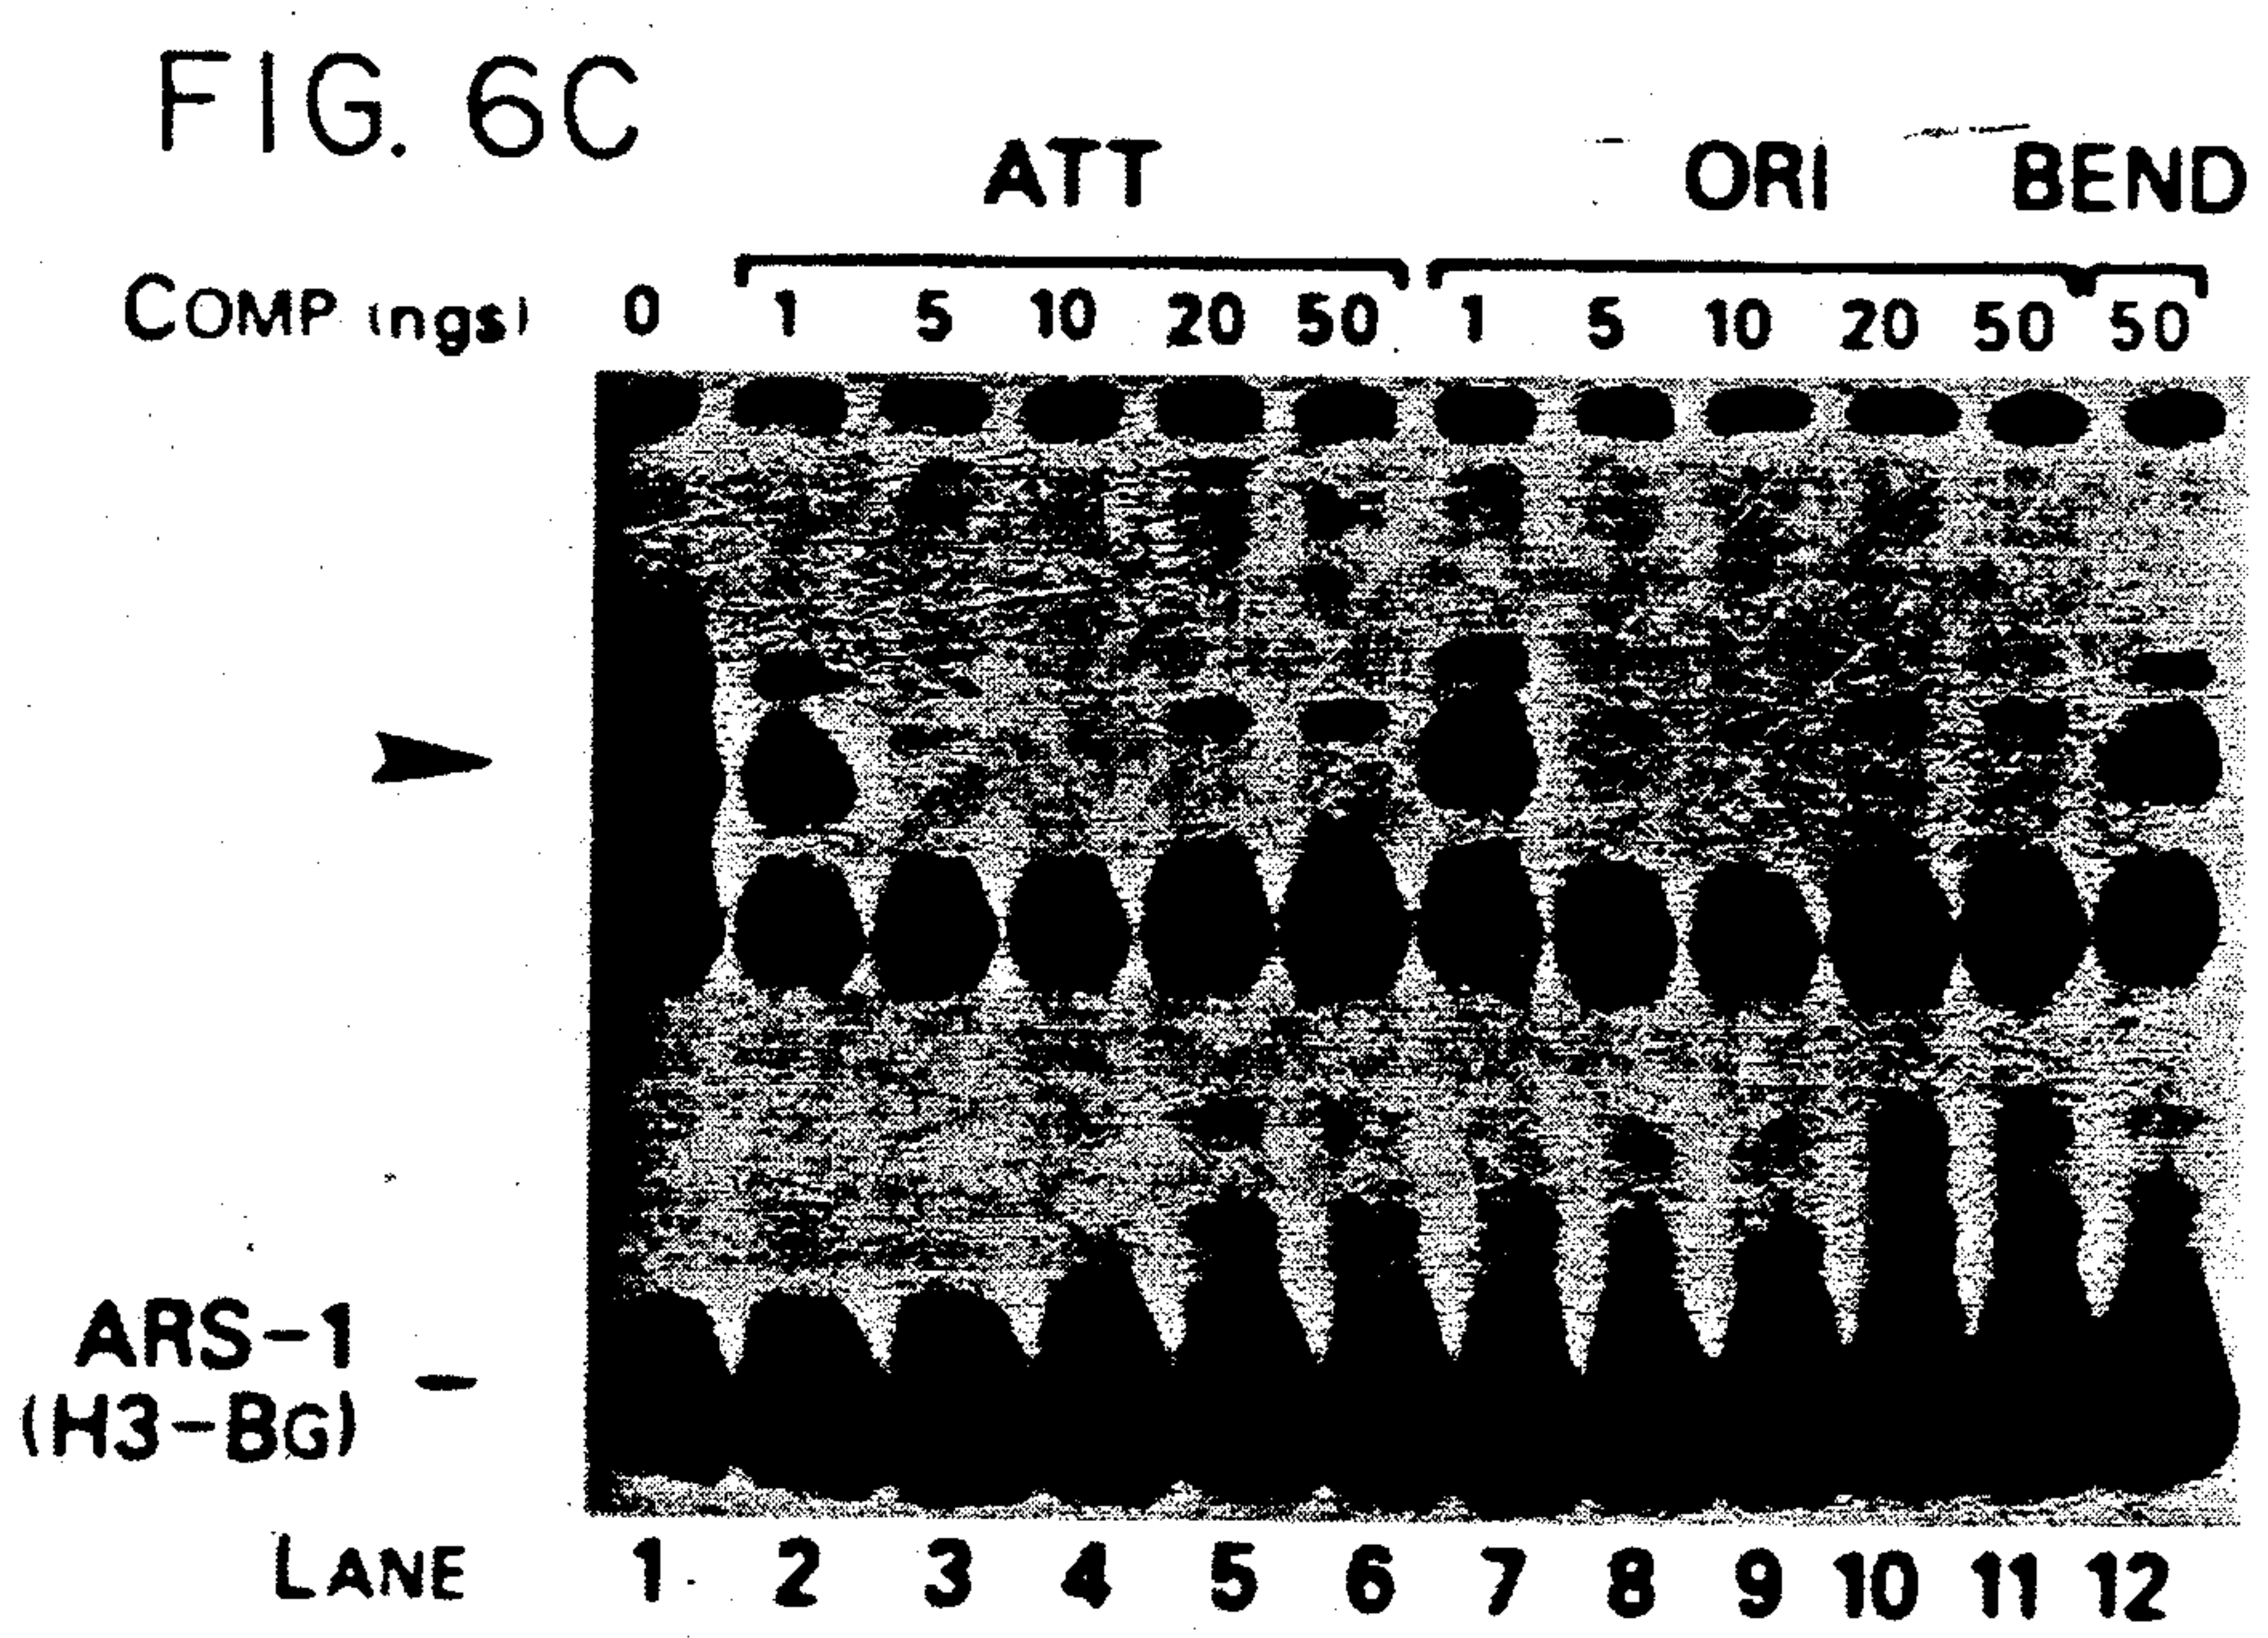 FIG. 6C
ATT ORI BEND
COMP (ngs) 0 1 5 10 20 50 1 5 10 20 50 50
ARS-1
(H3-BG)
LANE 1 2 3 4 5 6 7 8 9 10 11 12